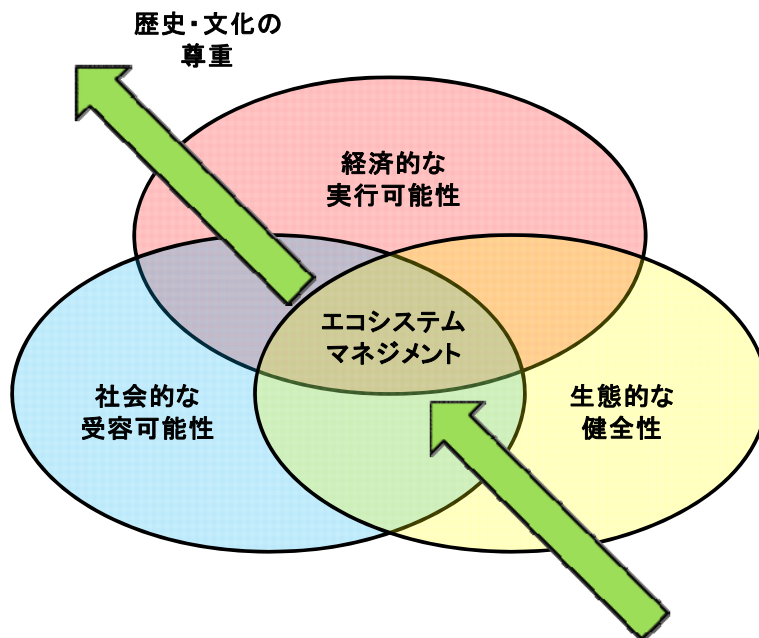 歴史・文化の
尊重
経済的な
実行可能性
エコシステム
マネジメント
社会的な
受容可能性
生態的な
健全性